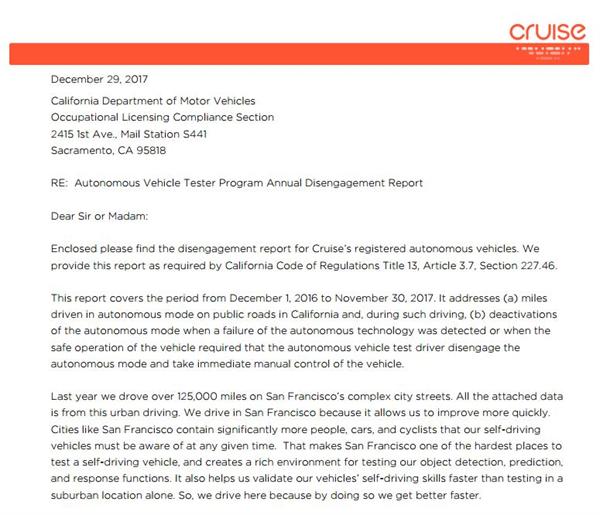 cruise
December 29, 2017
California Department of Motor Vehicles
Occupational Licensing Compliance Section
2415 1st Ave., Mail Station S441
Sacramento, CA 95818
RE: Autonomous Vehicle Tester Program Annual Disengagement Report
Dear Sir or Madam:
Enclosed please find the disengagement report for Cruise's registered autonomous vehicles. We
provide this report as required by California Code of Regulations Title 13, Article 3.7, Section 227.46.
This report covers the period from December 1, 2016 to November 30, 2017. It addresses (a) miles
driven in autonomous mode on public roads in California and, during such driving, (b) deactivations
of the autonomous mode when a failure of the autonomous technology was detected or when the
safe operation of the vehicle required that the autonomous vehicle test driver disengage the
autonomous mode and take immediate manual control of the vehicle.
Last year we drove over 125,000 miles on San Francisco's complex city streets. All the attached data
is from this urban driving. We drive in San Francisco because it allows us to improve more quickly.
Cities like San Francisco contain significantly more people, cars, and cyclists that our self-driving
vehicles must be aware of at any given time. That makes San Francisco one of the hardest places to
test a self-driving vehicle, and creates a rich environment for testing our object detection, prediction,
and response functions. It also helps us validate our vehicles' self-driving skills faster than testing in a
suburban location alone. So, we drive here because by doing so we get better faster.